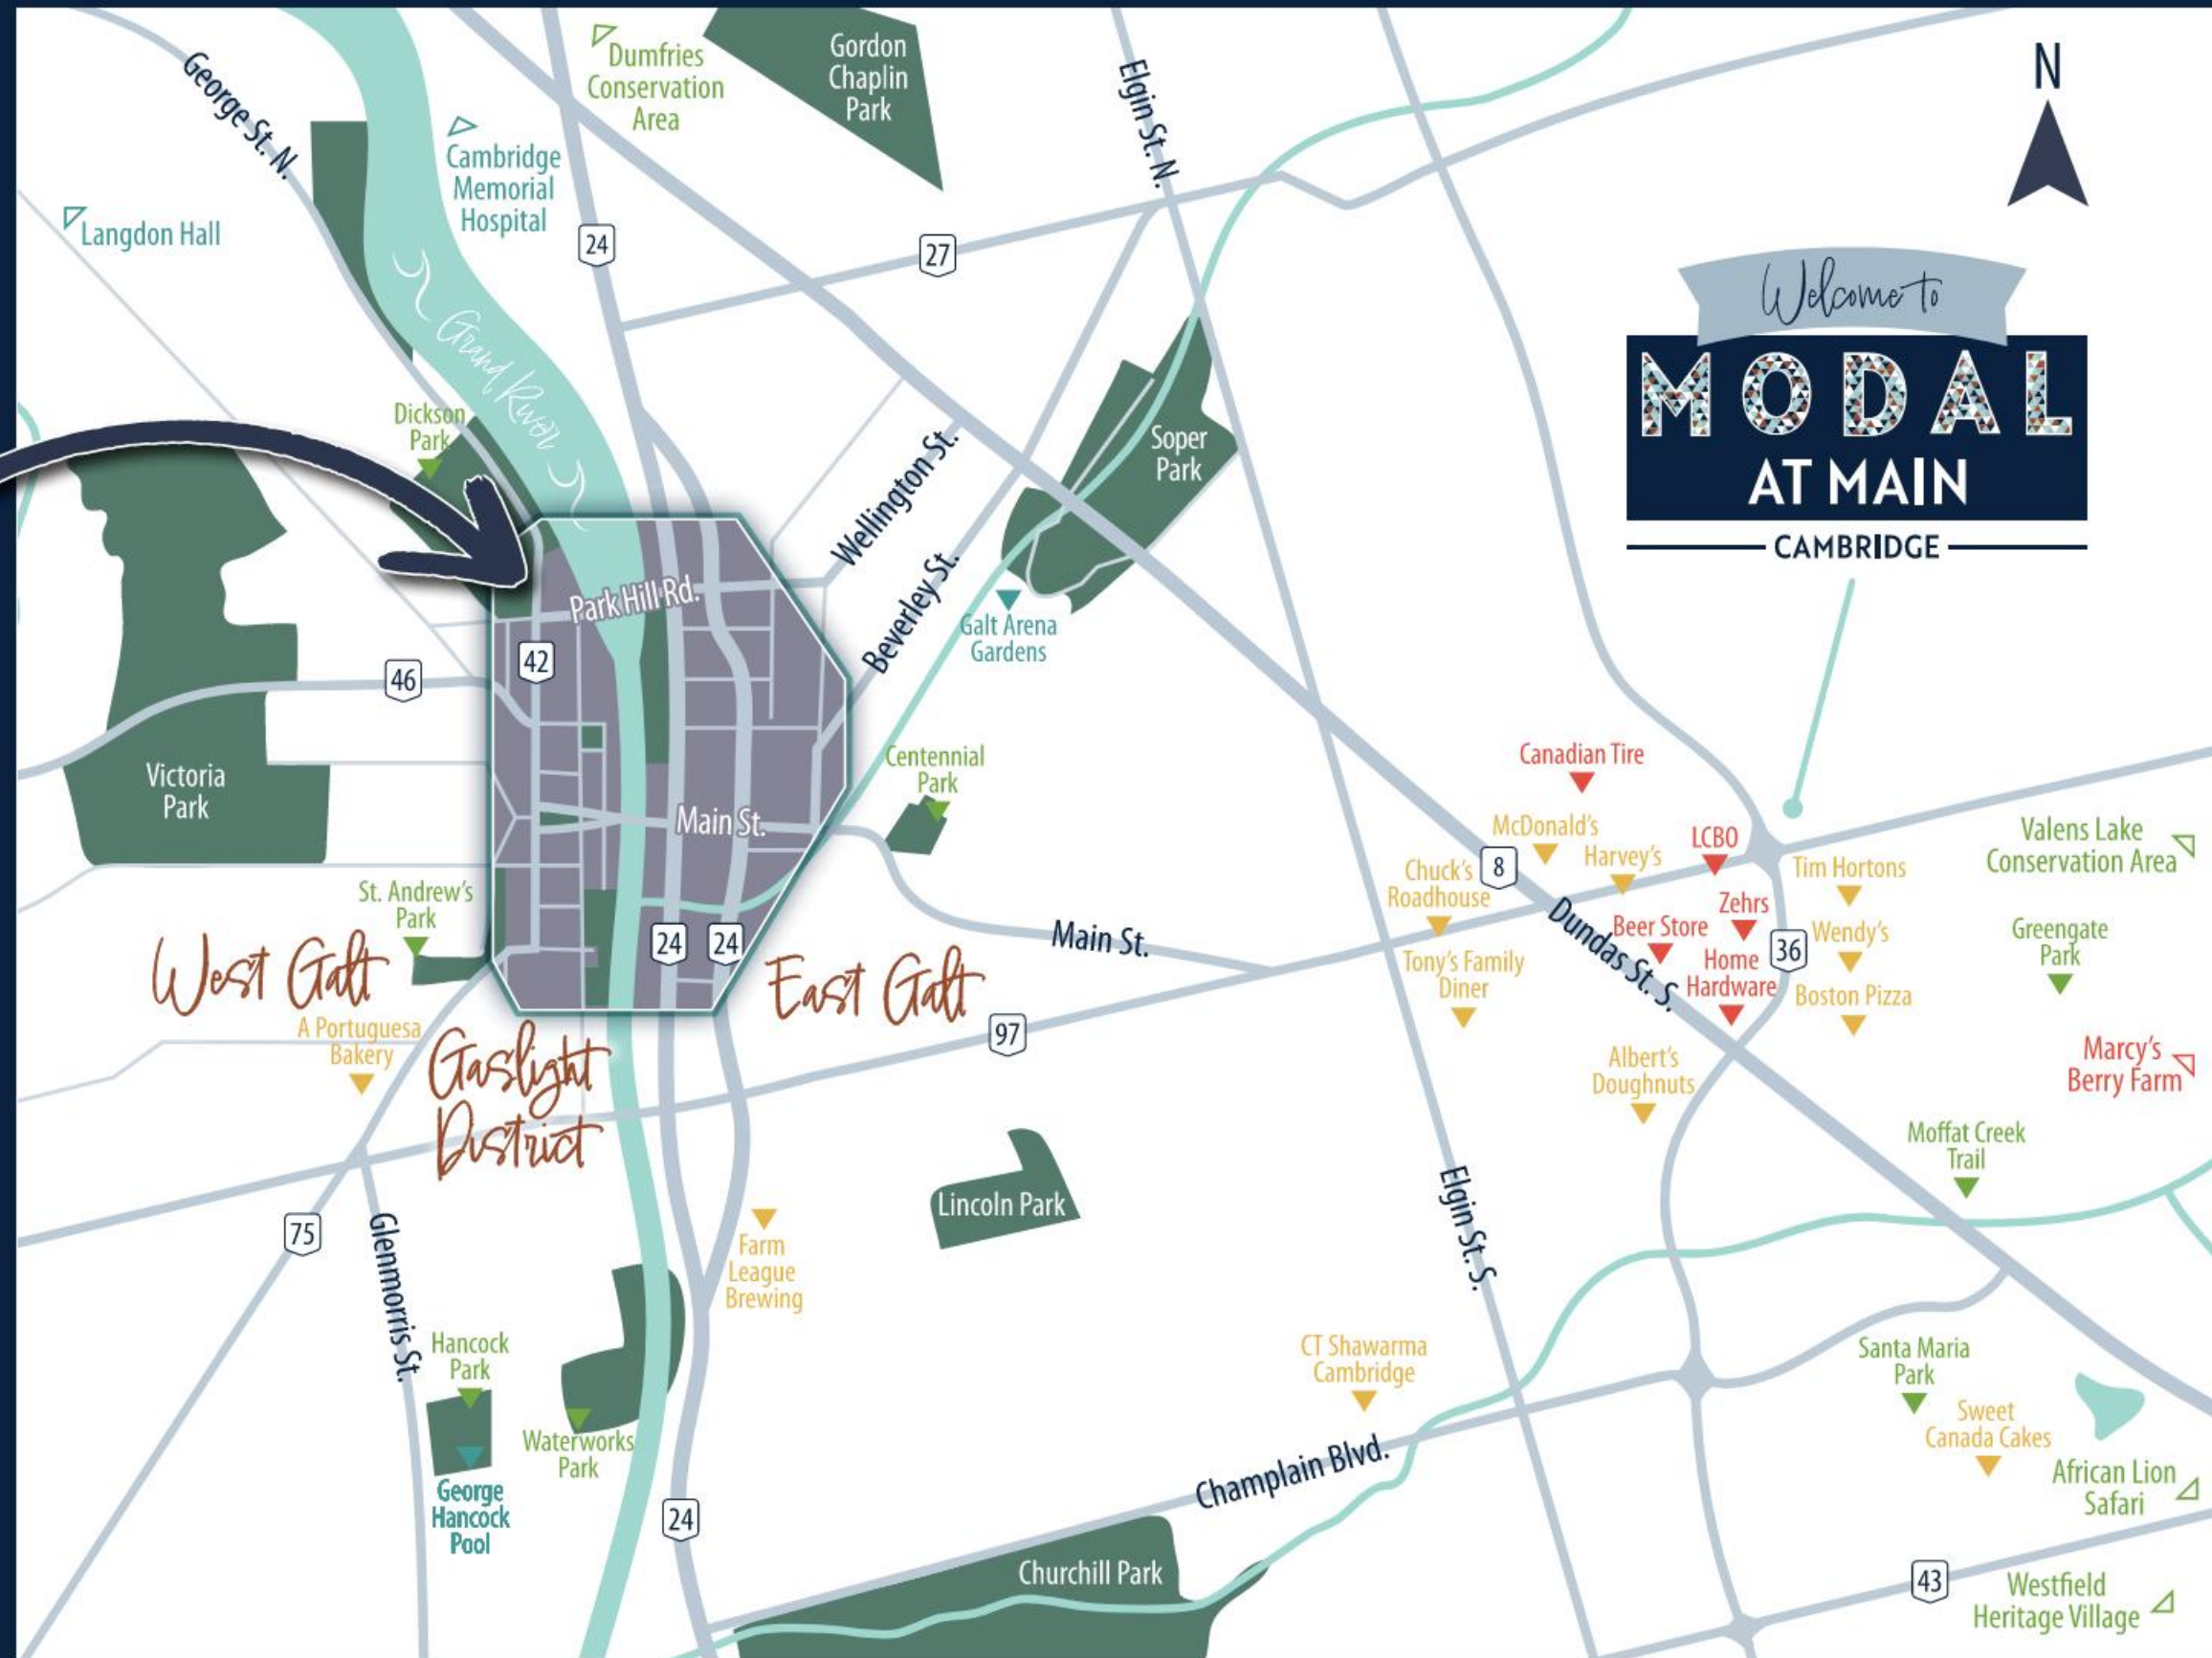 N
Welcome to
MODAL
AT MAIN
CAMBRIDGE
George St. N.
Dumfries
Conservation
Area
Gordon
Chaplin
Park
Elgin St. N.
Cambridge
Memorial
Hospital
Langdon Hall
24
27
Grand River
Dickson
Park
Wellington St.
Soper
Park
Beverley St.
Galt Arena
Gardens
Park Hill Rd.
42
46
Victoria
Park
Main St.
Centennial
Park
St. Andrew's
Park
24
24
Main St.
West Galt
East Galt
A Portuguesa
Bakery
Gaslight
District
97
Canadian Tire
McDonald's
Harvey's
LCBO
8
Chuck's
Roadhouse
Tim Hortons
Valens Lake
Conservation Area
Dundas St. S.
Beer Store
Zehrs
36
Wendy's
Greengate
Park
Tony's Family
Diner
Home
Hardware
Boston Pizza
Marcy's
Berry Farm
Albert's
Doughnuts
Moffat Creek
Trail
Lincoln Park
Elgin St. S.
75
Glenmorris St.
Farm
League
Brewing
Hancock
Park
Waterworks
Park
George
Hancock
Pool
24
CT Shawarma
Cambridge
Champlain Blvd.
Santa Maria
Park
Sweet
Canada Cakes
African Lion
Safari
Churchill Park
43
Westfield
Heritage Village